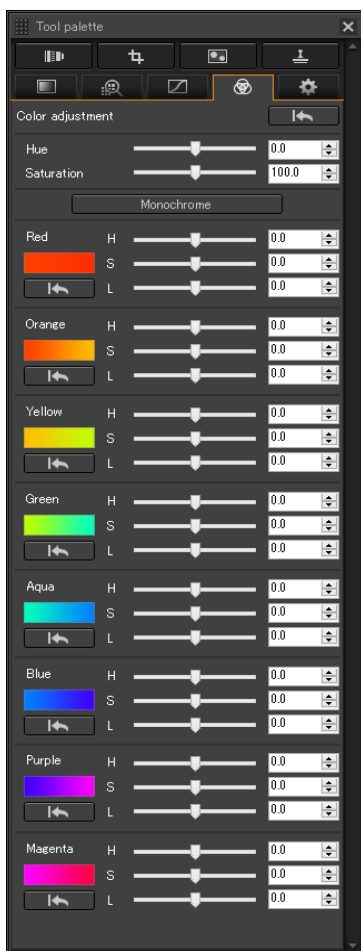 Tool palette
Color adjustment
Hue 0.0
Saturation 100.0
Monochrome
Red H 0.0
S 0.0
L 0.0
Orange H 0.0
S 0.0
L 0.0
Yellow H 0.0
S 0.0
L 0.0
Green H 0.0
S 0.0
L 0.0
Aqua H 0.0
S 0.0
L 0.0
Blue H 0.0
S 0.0
L 0.0
Purple H 0.0
S 0.0
L 0.0
Magenta H 0.0
S 0.0
L 0.0